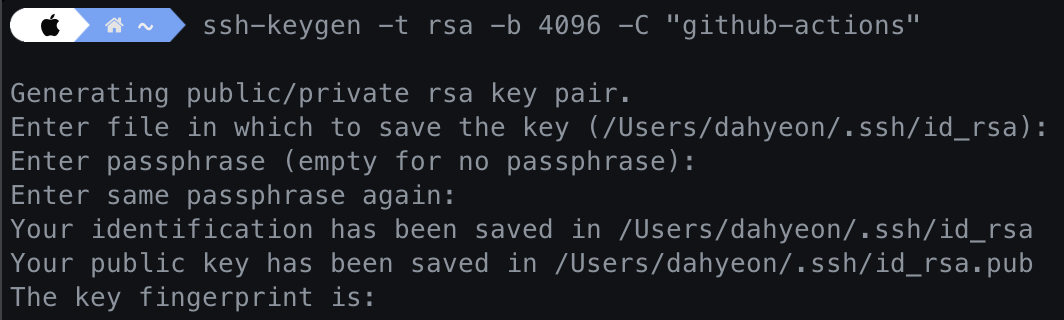 ~ ssh-keygen -t rsa -b 4096 -C "github-actions"
Generating public/private rsa key pair.
Enter file in which to save the key (/Users/dahyeon/.ssh/id_rsa):
Enter passphrase (empty for no passphrase):
Enter same passphrase again:
Your identification has been saved in /Users/dahyeon/.ssh/id_rsa
Your public key has been saved in /Users/dahyeon/.ssh/id_rsa.pub
The key fingerprint is: